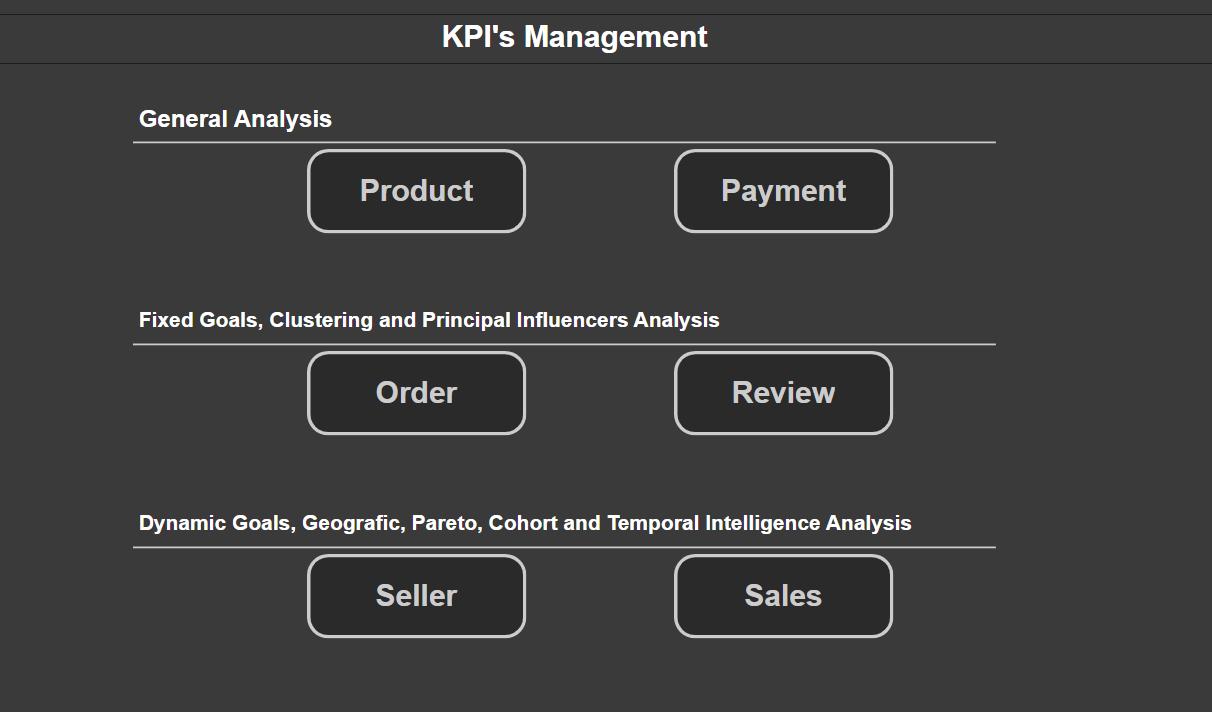 KPI's Management
General Analysis
Product
Payment
Fixed Goals, Clustering and Principal Influencers Analysis
Order
Review
Dynamic Goals, Geografic, Pareto, Cohort and Temporal Intelligence Analysis
Seller
Sales